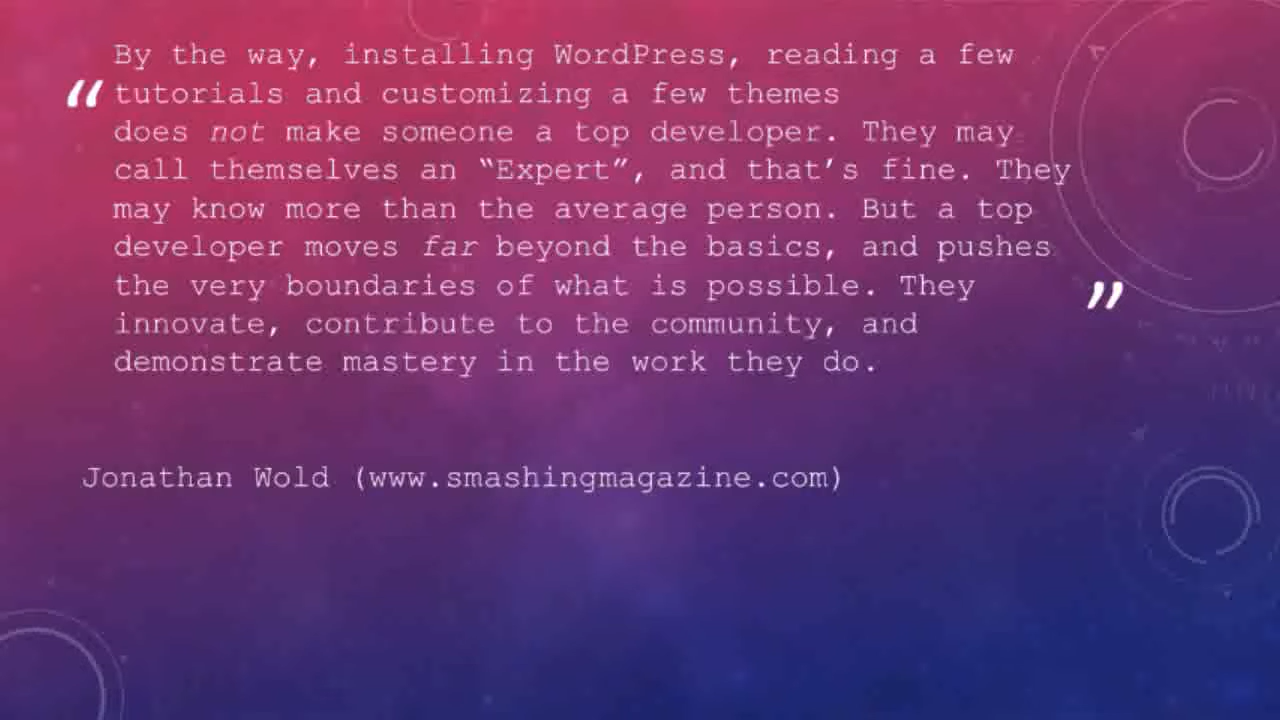 By the way, installing WordPress, reading a few
“tutorials and customizing a few themes
does not make someone a top developer. They may
call themselves an “Expert”, and that’s fine. They
may know more than the average person. But a top
developer moves far beyond the basics, and pushes
the very boundaries of what is possible. They ”
innovate, contribute to the community, and
demonstrate mastery in the work they do.
Jonathan Wold (www.smashingmagazine.com)